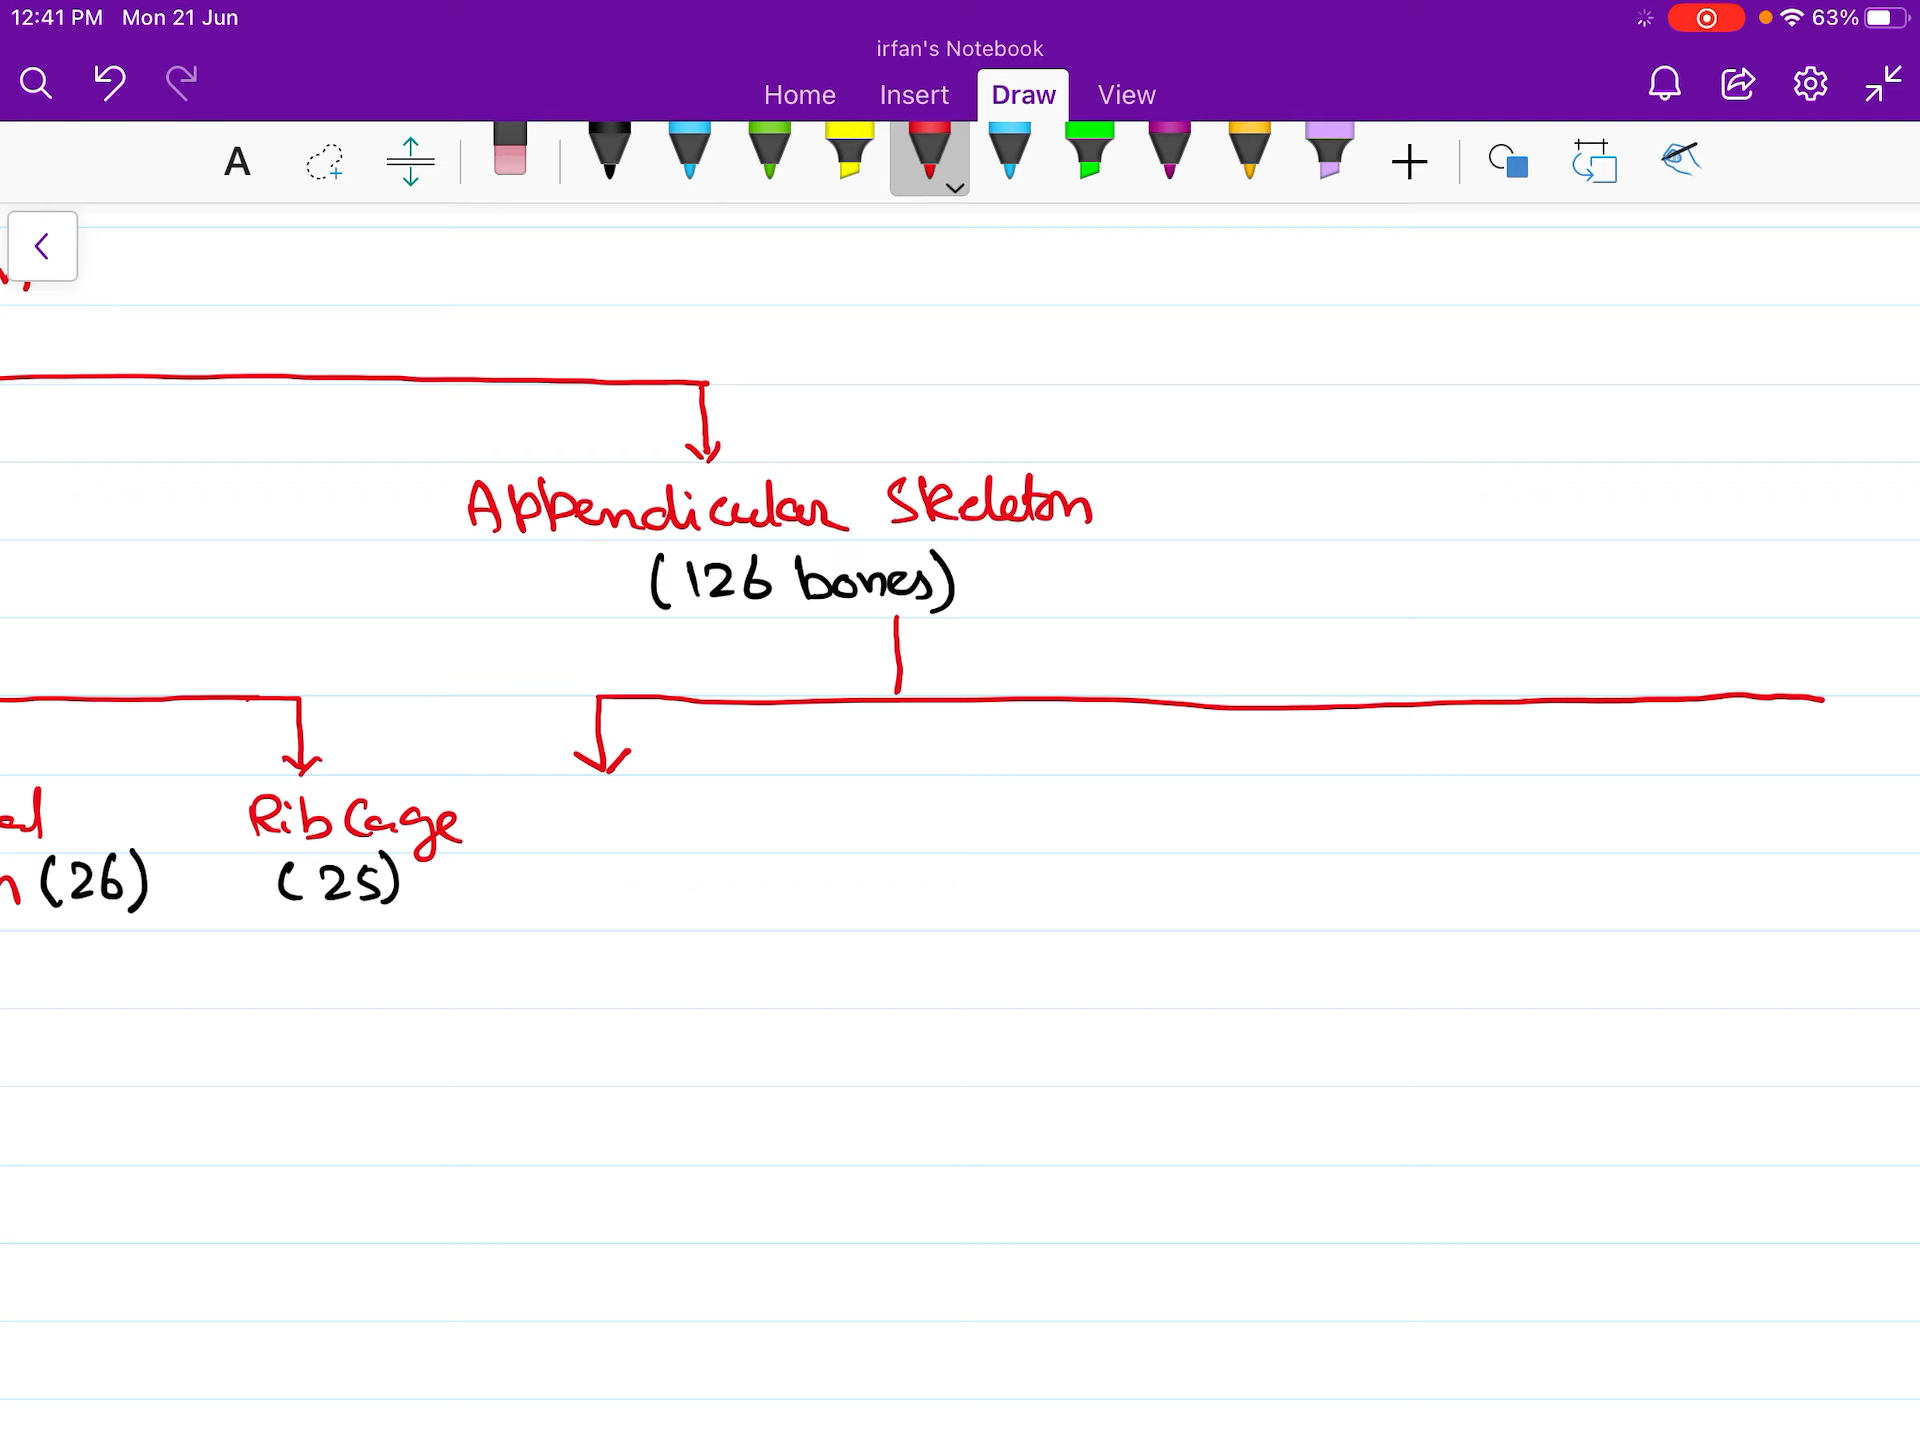 12:41 PM Mon 21 Jun
63%
irfan's Notebook
Home Insert Draw View
A
Appendicular Skeleton
(126 bones)
Rib Cage
(26) (25)